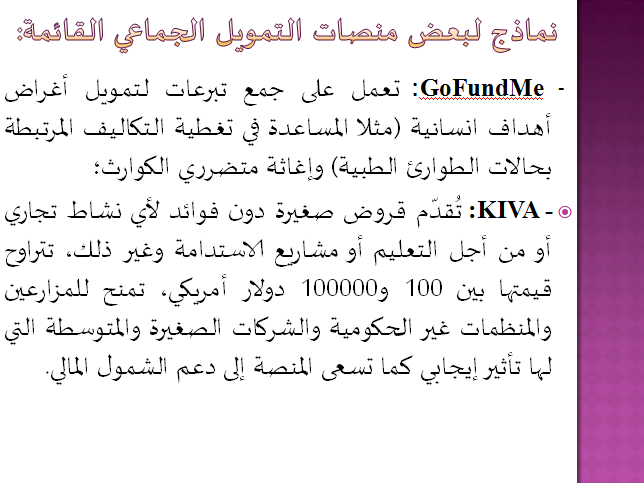 نماذج لبعض منصات التمويل الجماعي القائمة:
- GoFundMe: تعمل على جمع تبرعات لتمويل أغراض
أهداف انسانية (مثلا المساعدة في تغطية التكاليف المرتبطة
بحالات الطوارئ الطبية) وإغاثة متضرري الكوارث؛
- KIVA: تُقدّم قروض صغيرة دون فوائد لأي نشاط تجاري
أو من أجل التعليم أو مشاريع الاستدامة وغير ذلك، تتراوح
قيمتها بين 100 و100000 دولار أمريكي، تمنح للمزارعين
والمنظمات غير الحكومية والشركات الصغيرة والمتوسطة التي
لها تأثير إيجابي كما تسعى المنصة إلى دعم الشمول المالي.